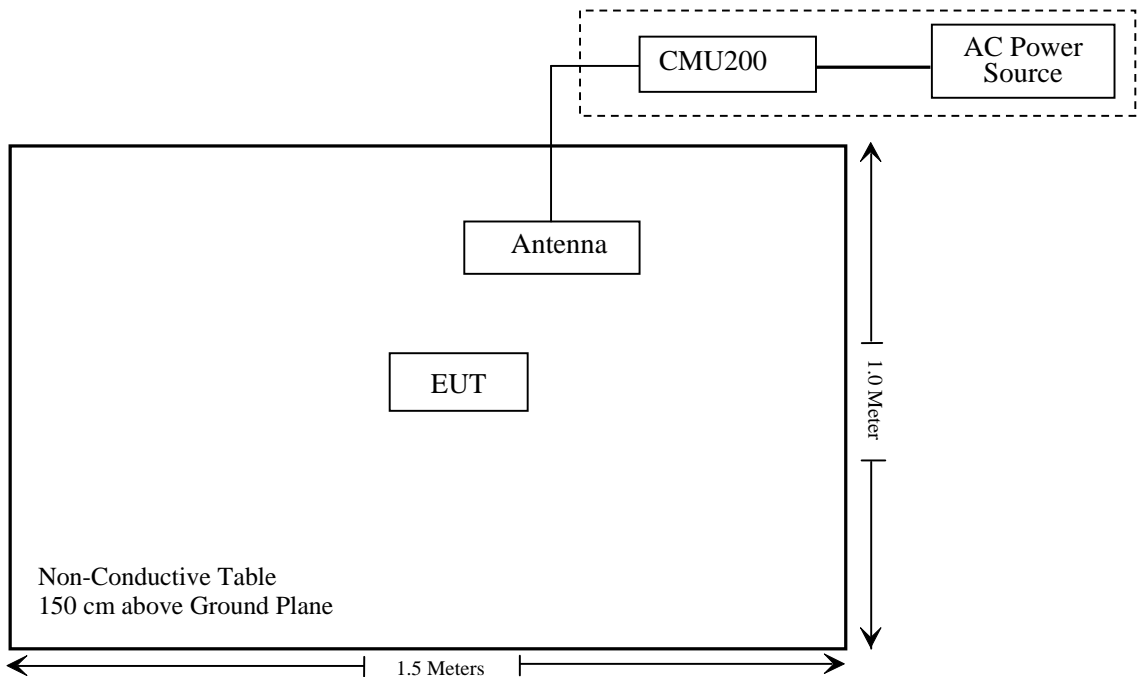 CMU200
AC Power
Source
Antenna
EUT
1.0 Meter
Non-Conductive Table
150 cm above Ground Plane
1.5 Meters